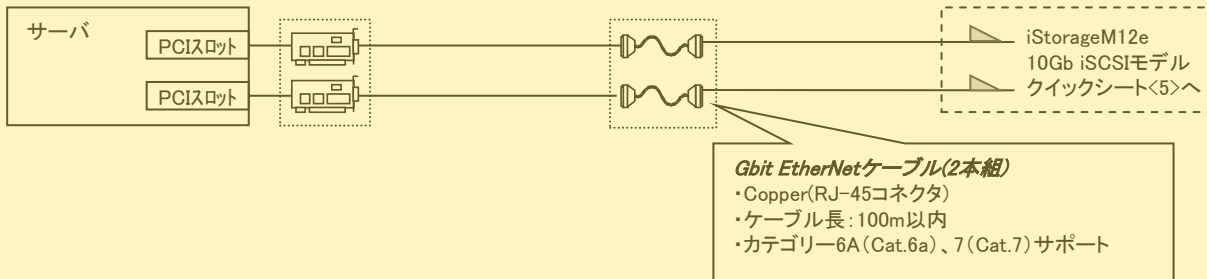 サーバ
PCIスロット
PCIスロット
iStorageM12e
10Gb iSCSIモデル
クイックシート<5>へ
Gbit EtherNetケーブル(2本組)
・Copper(RJ-45コネクタ)
・ケーブル長：100m以内
・カテゴリー6A（Cat.6a）、7（Cat.7）サポート